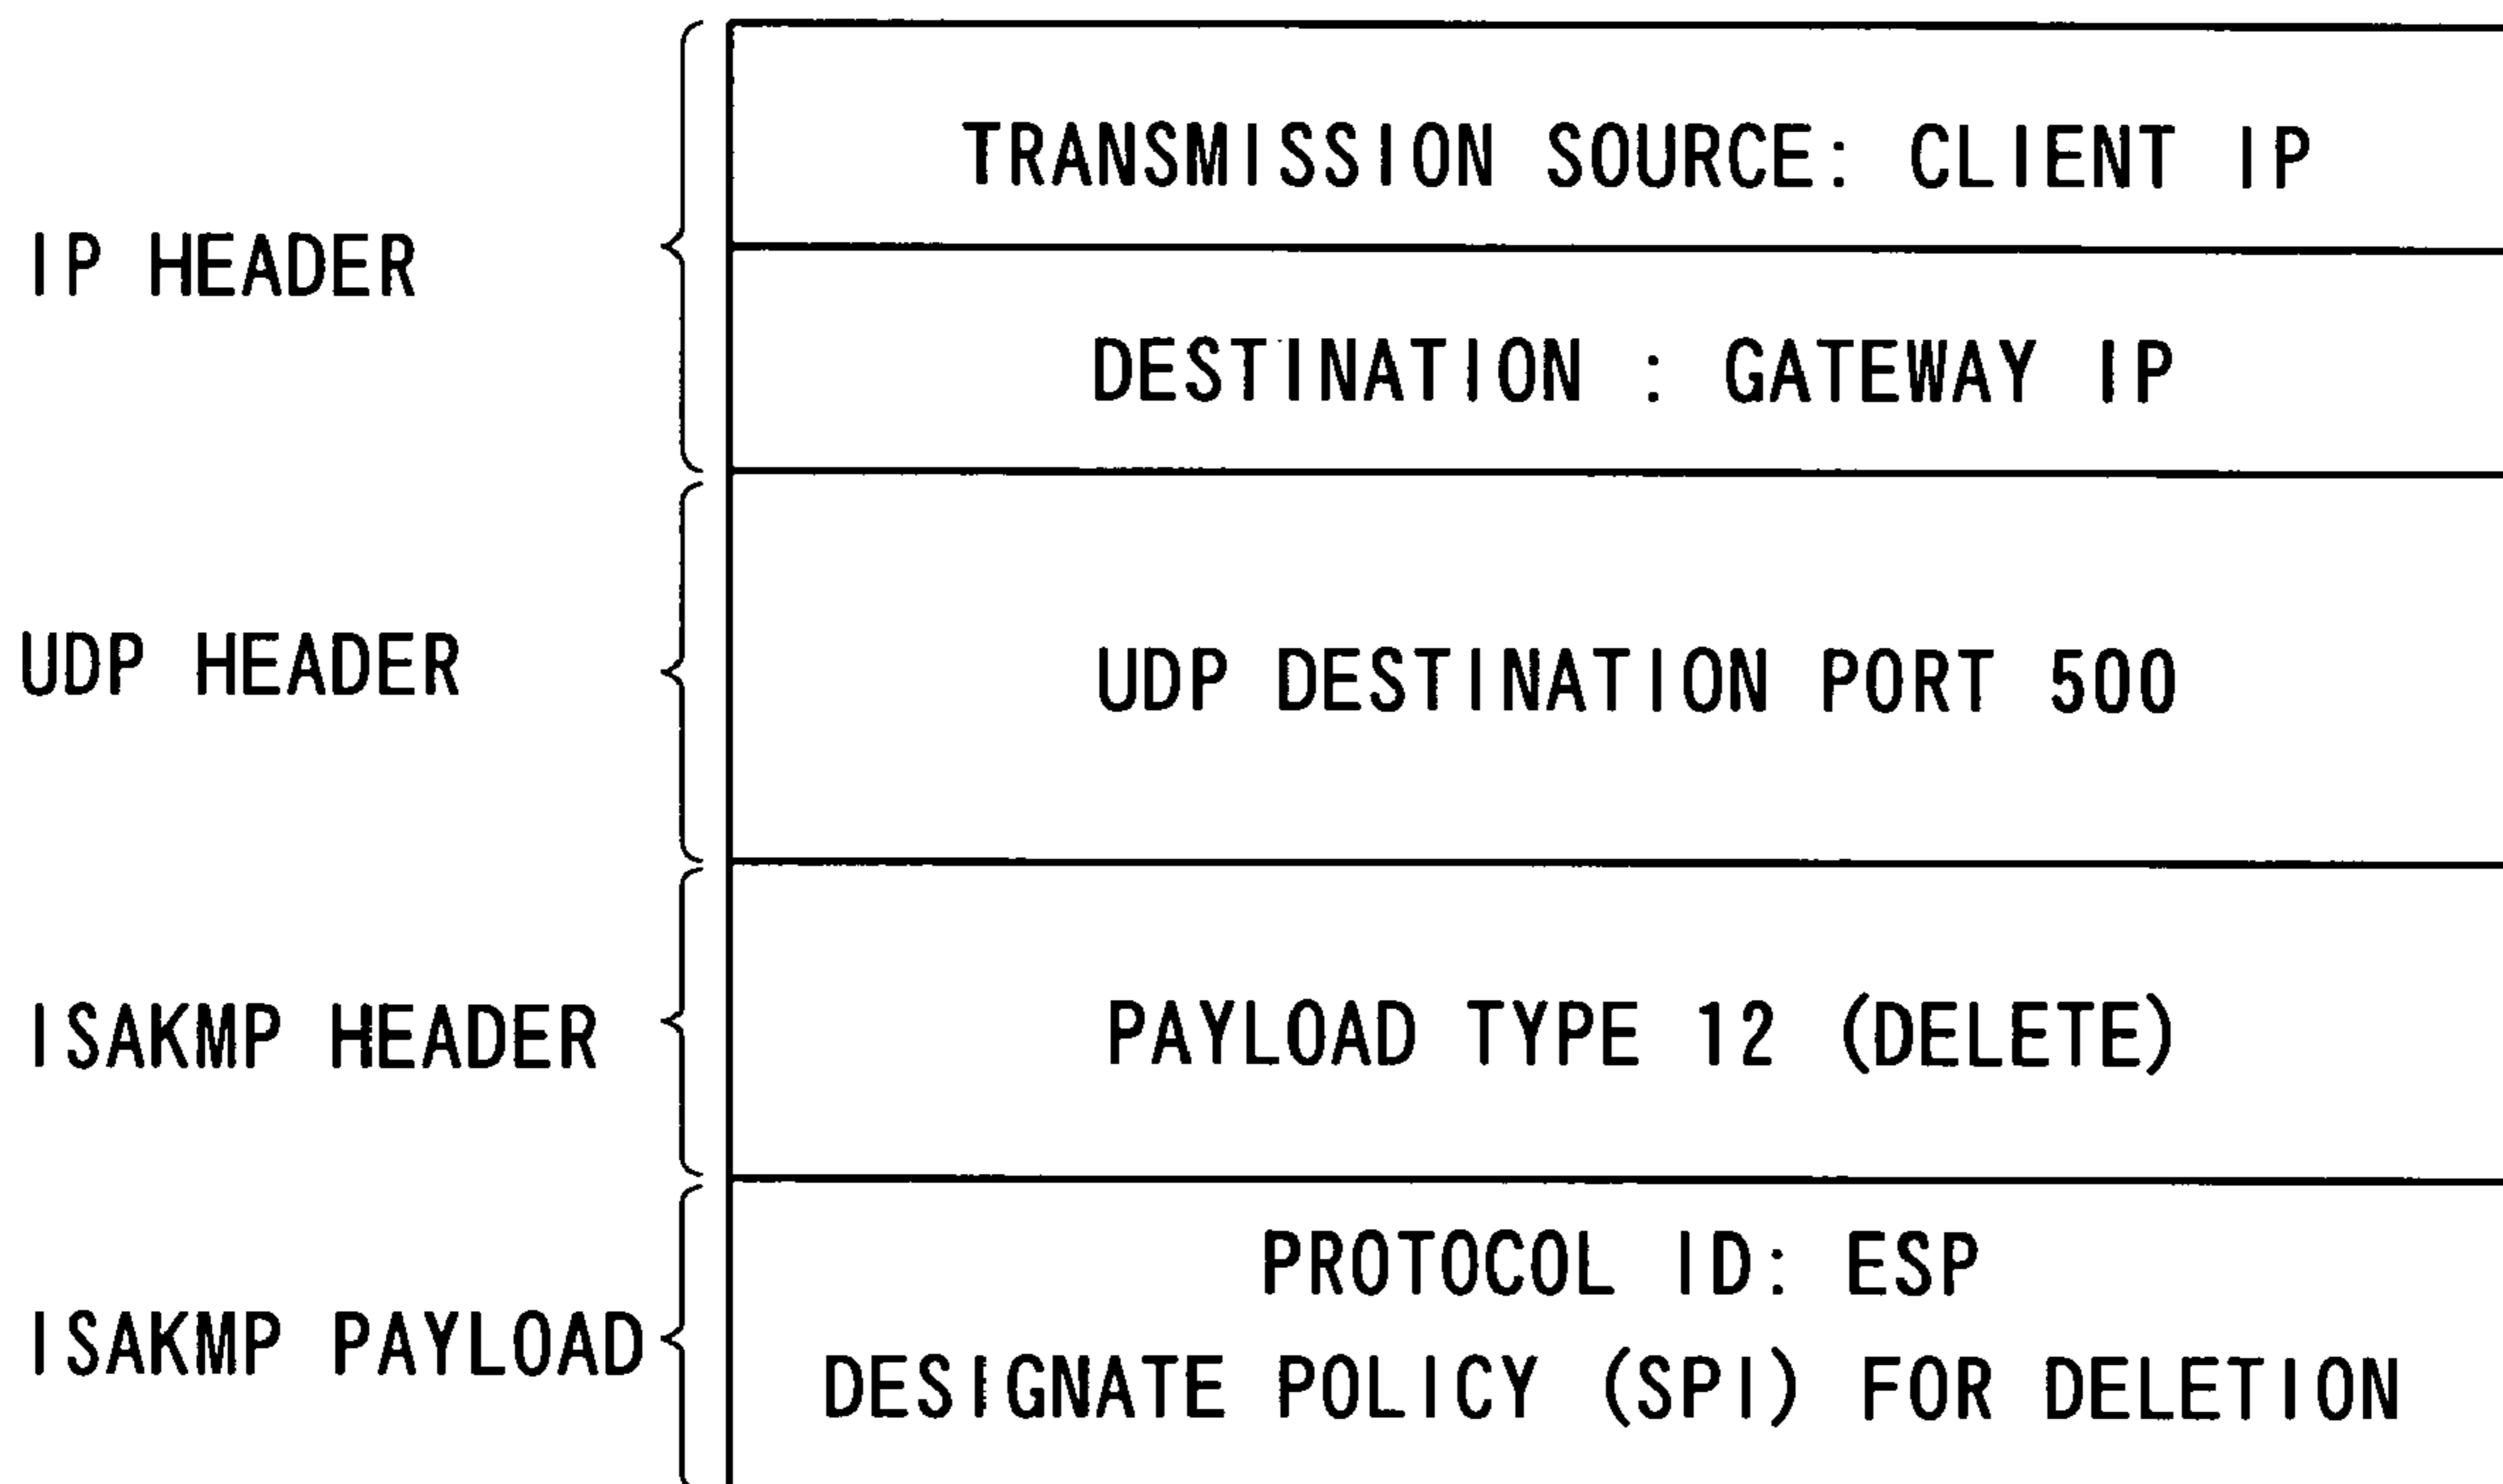 IP HEADER
TRANSMISSION SOURCE: CLIENT IP
DESTINATION : GATEWAY IP
UDP HEADER
UDP DESTINATION PORT 500
ISAKMP HEADER
PAYLOAD TYPE 12 (DELETE)
ISAKMP PAYLOAD
PROTOCOL ID: ESP
DESIGNATE POLICY (SPI) FOR DELETION